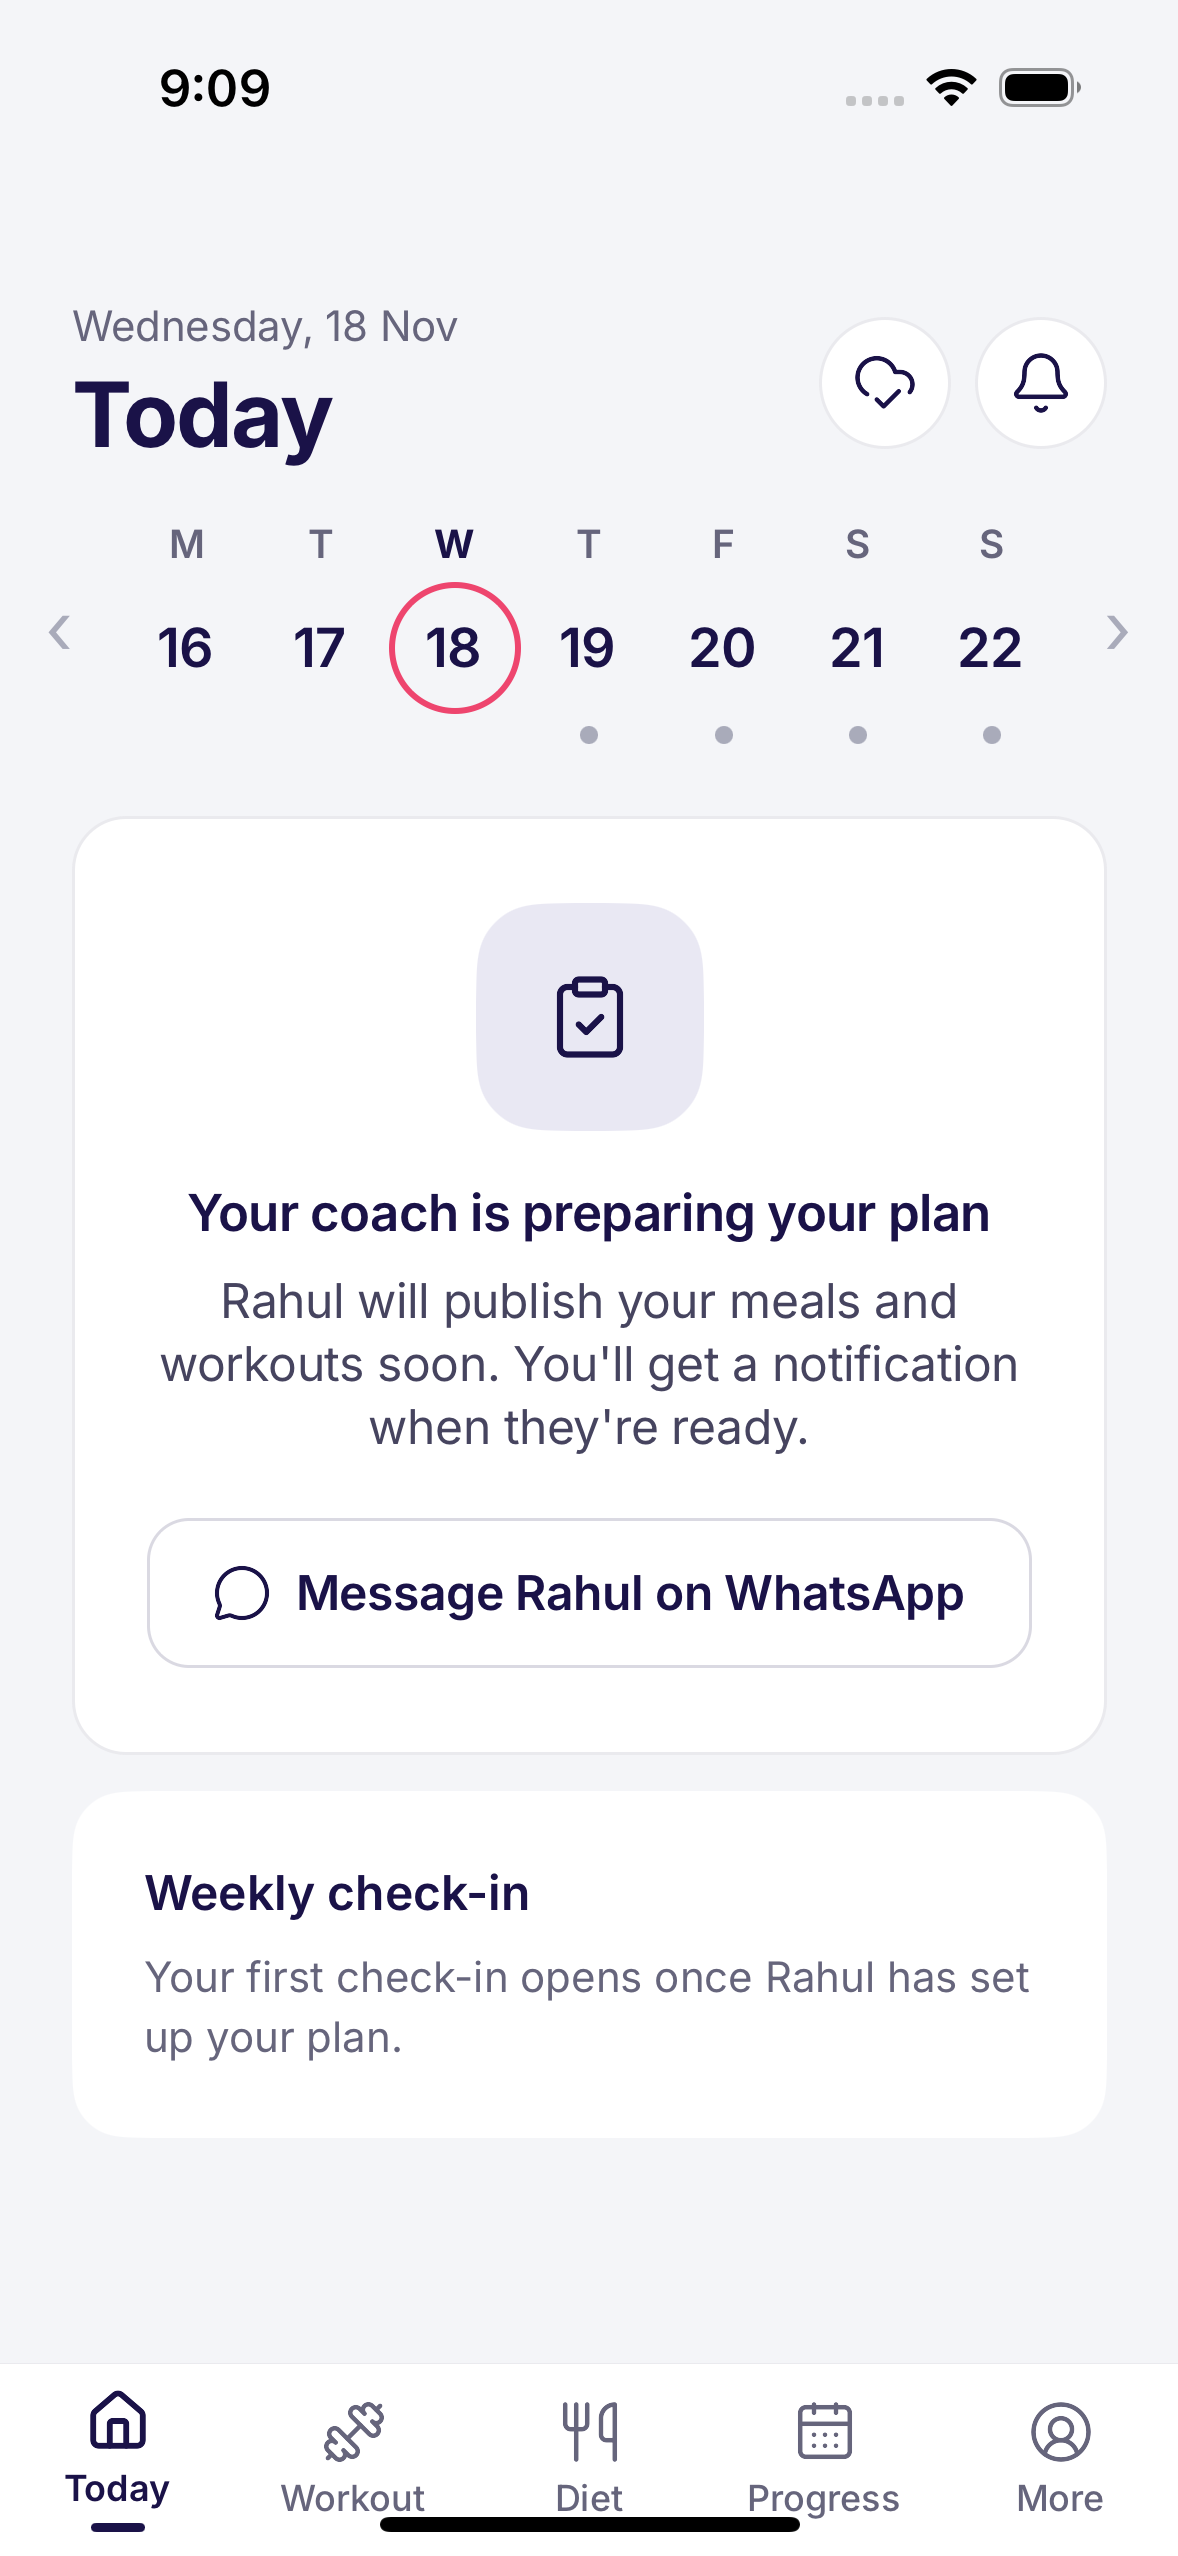 9:09
Wednesday, 18 Nov
Today
M T W T F S S
16 17 18 19 20 21 22
Your coach is preparing your plan
Rahul will publish your meals and
workouts soon. You'll get a notification
when they're ready.
Message Rahul on WhatsApp
Weekly check-in
Your first check-in opens once Rahul has set
up your plan.
Today Workout Diet Progress More